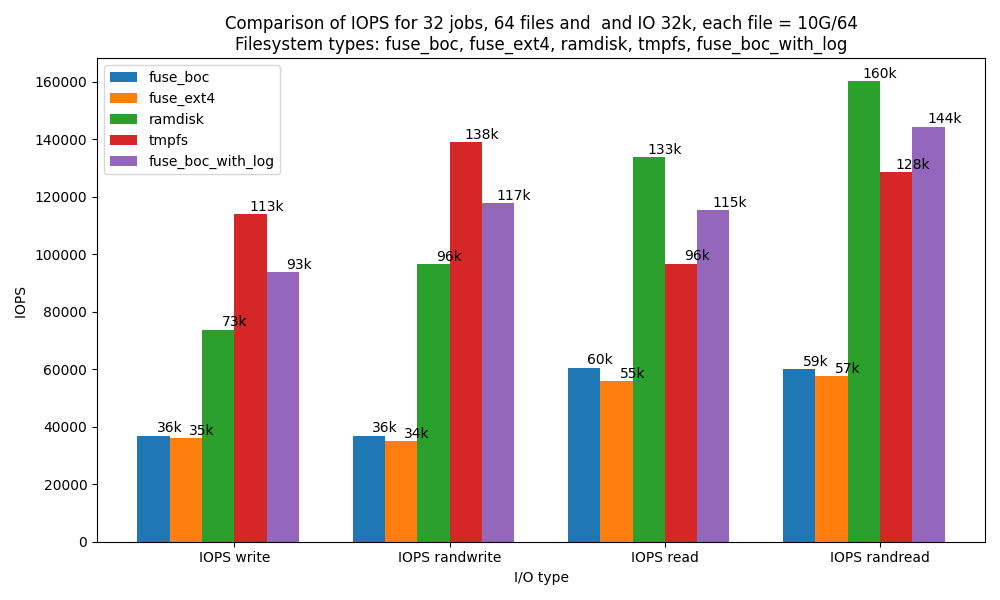 Comparison of IOPS for 32 jobs, 64 files and  and IO 32k, each file = 10G/64
Filesystem types: fuse_boc, fuse_ext4, ramdisk, tmpfs, fuse_boc_with_log
fuse_boc
fuse_ext4
ramdisk
tmpfs
fuse_boc_with_log
IOPS
160000
140000
120000
100000
80000
60000
40000
20000
0
36k
35k
73k
113k
93k
36k
34k
96k
138k
117k
60k
55k
133k
96k
115k
59k
57k
160k
128k
144k
IOPS write
IOPS randwrite
IOPS read
IOPS randread
I/O type